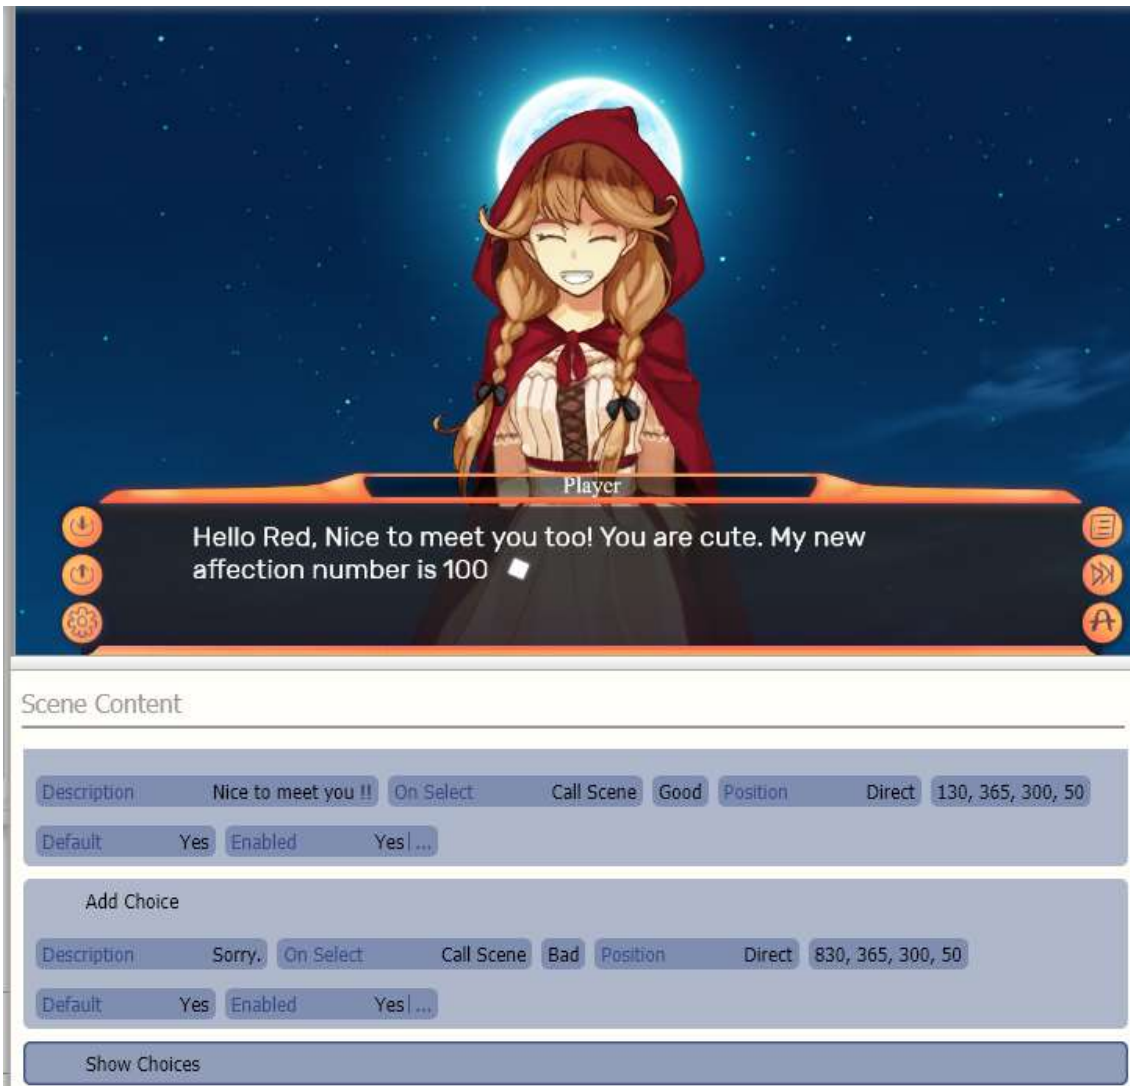 Player
Hello Red, Nice to meet you too! You are cute. My new
affection number is 100
Scene Content
Description Nice to meet you !! On Select Call Scene Good Position Direct 130, 365, 300, 50
Default Yes Enabled Yes|...
Add Choice
Description Sorry. On Select Call Scene Bad Position Direct 830, 365, 300, 50
Default Yes Enabled Yes|...
Show Choices